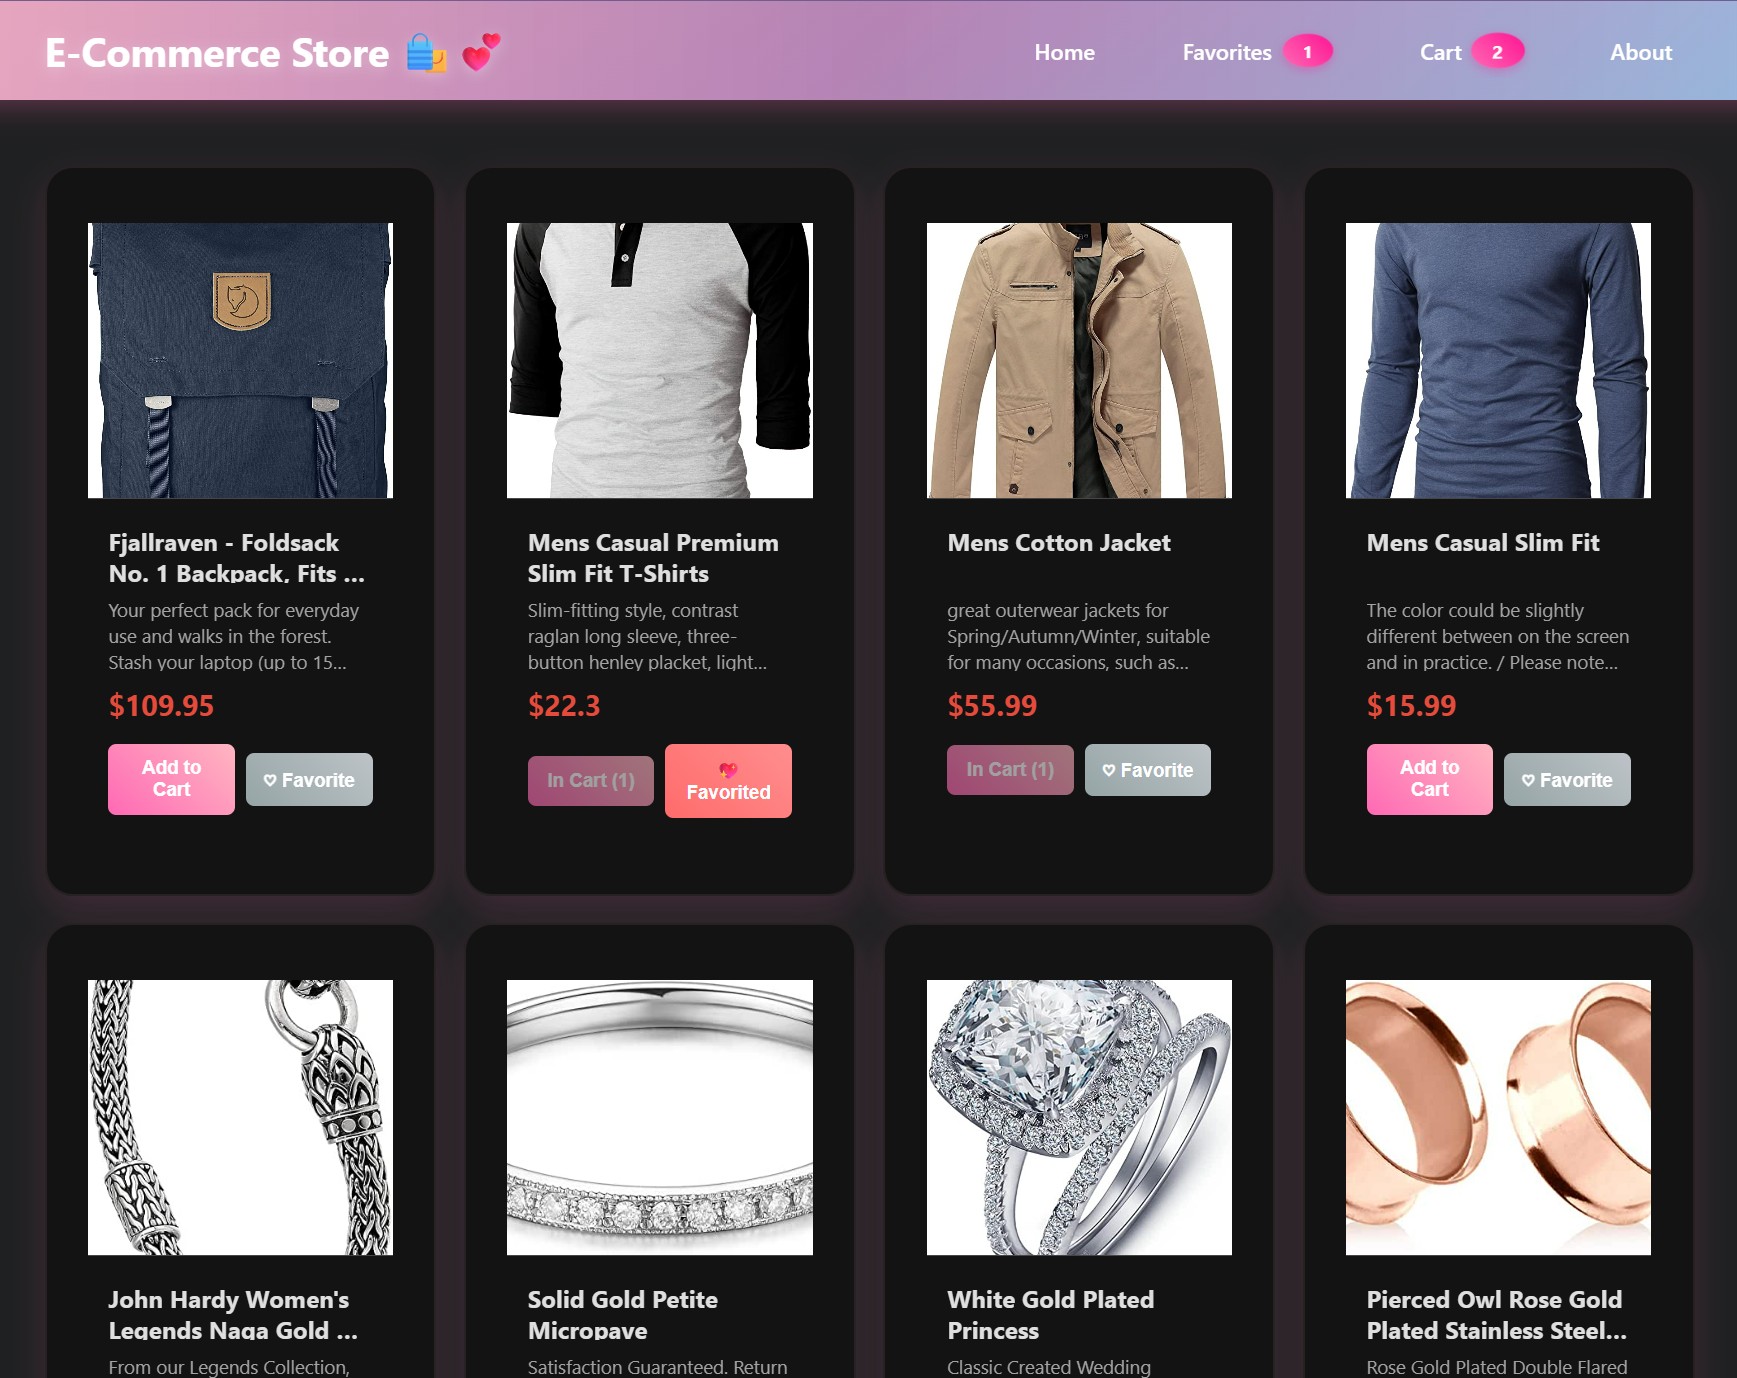 E-Commerce Store 🛍️ 💕
Home
Favorites 1
Cart 2
About
Fjallraven - Foldsack
No. 1 Backpack, Fits ...
Your perfect pack for everyday
use and walks in the forest.
Stash your laptop (up to 15...
$109.95
Add to
Cart
♡ Favorite
Mens Casual Premium
Slim Fit T-Shirts
Slim-fitting style, contrast
raglan long sleeve, three-
button henley placket, light...
$22.3
In Cart (1)
💖
Favorited
Mens Cotton Jacket
great outerwear jackets for
Spring/Autumn/Winter, suitable
for many occasions, such as...
$55.99
In Cart (1)
♡ Favorite
Mens Casual Slim Fit
The color could be slightly
different between on the screen
and in practice. / Please note...
$15.99
Add to
Cart
♡ Favorite
John Hardy Women's
Legends Naga Gold ...
From our Legends Collection,
Solid Gold Petite
Micropave
Satisfaction Guaranteed. Return
White Gold Plated
Princess
Classic Created Wedding
Pierced Owl Rose Gold
Plated Stainless Steel...
Rose Gold Plated Double Flared